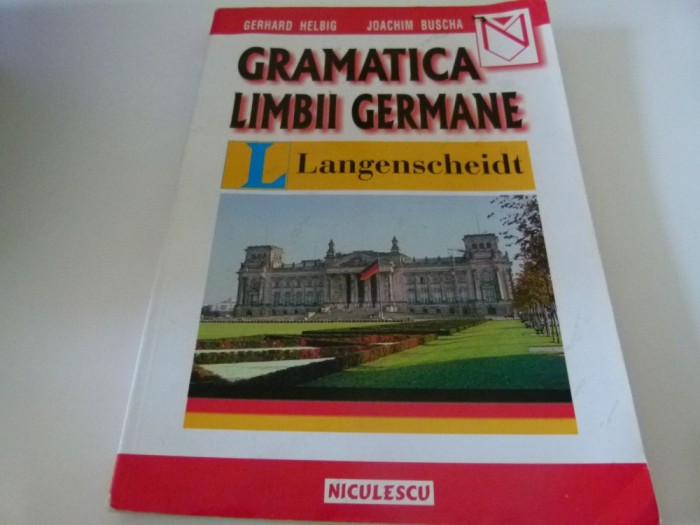 GERHARD HELBIG JOACHIM BUSCHA
GRAMATICA
LIMBII GERMANE
L Langenscheidt
NICULESCU